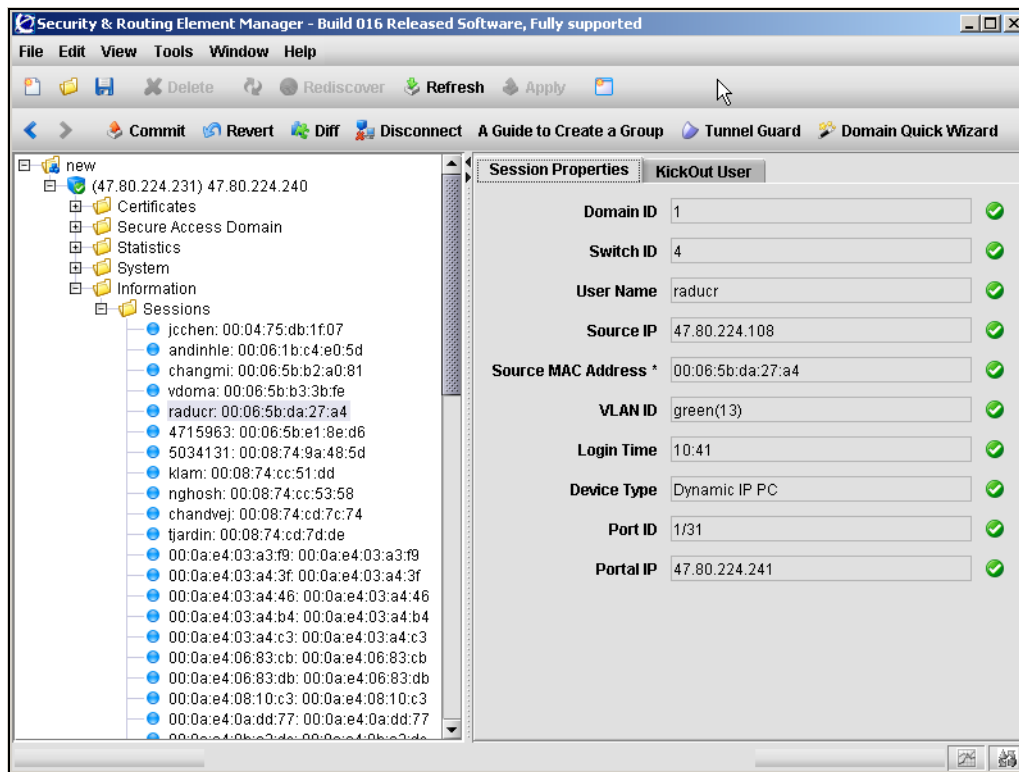 Security & Routing Element Manager - Build 016 Released Software, Fully supported
File Edit View Tools Window Help
Delete Rediscover Refresh Apply
Commit Revert Diff Disconnect A Guide to Create a Group Tunnel Guard Domain Quick Wizard
new
(47.80.224.231) 47.80.224.240
Certificates
Secure Access Domain
Statistics
System
Information
Sessions
jcchen: 00:04:75:db:1f:07
andinhle: 00:06:1b:c4:e0:5d
changmi: 00:06:5b:b2:a0:81
vdoma: 00:06:5b:b3:3b:fe
raducr: 00:06:5b:da:27:a4
4715963: 00:06:5b:e1:8e:d6
5034131: 00:08:74:9a:48:5d
klam: 00:08:74:cc:51:dd
nghosh: 00:08:74:cc:53:58
chandvej: 00:08:74:cd:7c:74
tjardin: 00:08:74:cd:7d:de
00:0a:e4:03:a3:f9: 00:0a:e4:03:a3:f9
00:0a:e4:03:a4:3f: 00:0a:e4:03:a4:3f
00:0a:e4:03:a4:46: 00:0a:e4:03:a4:46
00:0a:e4:03:a4:b4: 00:0a:e4:03:a4:b4
00:0a:e4:03:a4:c3: 00:0a:e4:03:a4:c3
00:0a:e4:06:83:cb: 00:0a:e4:06:83:cb
00:0a:e4:06:83:db: 00:0a:e4:06:83:db
00:0a:e4:08:10:c3: 00:0a:e4:08:10:c3
00:0a:e4:0a:dd:77: 00:0a:e4:0a:dd:77
Session Properties KickOut User
Domain ID 1
Switch ID 4
User Name raducr
Source IP 47.80.224.108
Source MAC Address * 00:06:5b:da:27:a4
VLAN ID green(13)
Login Time 10:41
Device Type Dynamic IP PC
Port ID 1/31
Portal IP 47.80.224.241